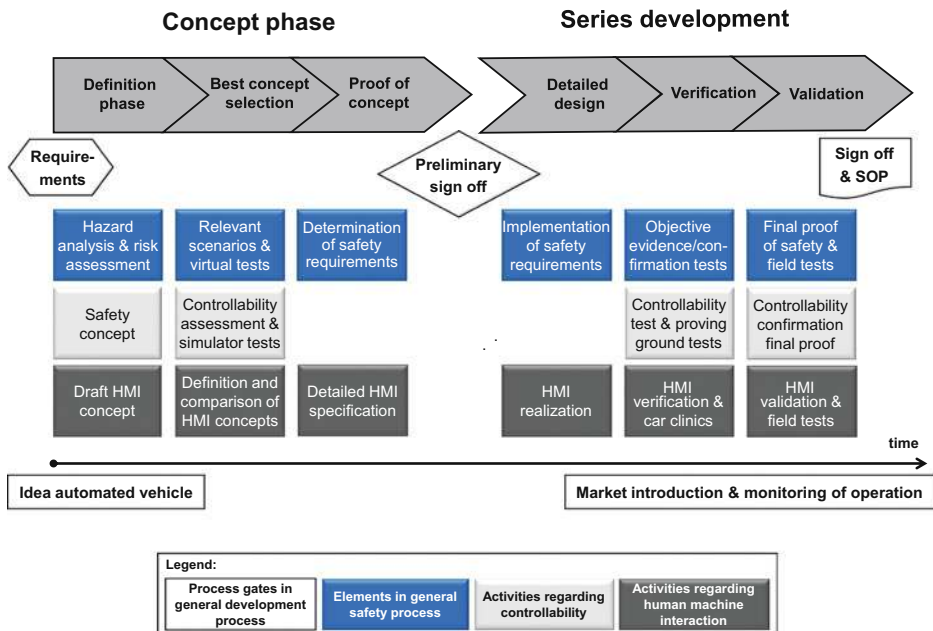 Concept phase
Series development
Definition
phase
Best concept
selection
Proof of
concept
Detailed
design
Verification
Validation
Require-
ments
Preliminary
sign off
Sign off
& SOP
Hazard
analysis & risk
assessment
Relevant
scenarios &
virtual tests
Determination
of safety
requirements
Implementation
of safety
requirements
Objective
evidence/con-
firmation tests
Final proof
of safety &
field tests
Safety
concept
Controllability
assessment &
simulator tests
Controllability
test & proving
ground tests
Controllability
confirmation
final proof
Draft HMI
concept
Definition and
comparison of
HMI concepts
Detailed HMI
specification
HMI
realization
HMI
verification &
car clinics
HMI
validation &
field tests
time
Idea automated vehicle
Market introduction & monitoring of operation
Legend:
Process gates in
general development
process
Elements in general
safety process
Activities regarding
controllability
Activities regarding
human machine
interaction